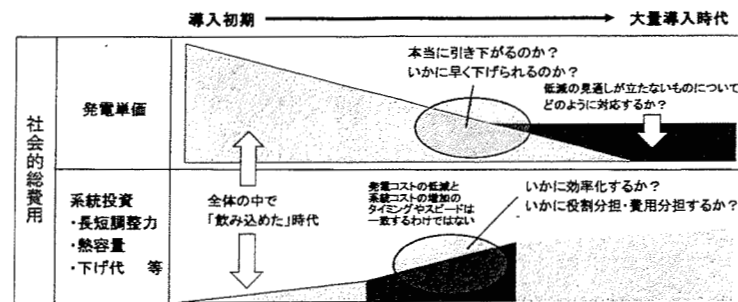 導入初期
大量導入時代
本当に引き下がるのか?
いかに早く下げられるのか?
低減の見通しが立たないものについて
どのように対応するか?
社会的総費用
発電単価
系統投資
・長短調整力
・熱容量
・下げ代 等
全体の中で
「飲み込めた」時代
発電コストの低減と
系統コストの増加の
タイミングやスピードは
一致するわけではない
いかに効率化するか?
いかに役割分担・費用分担するか?